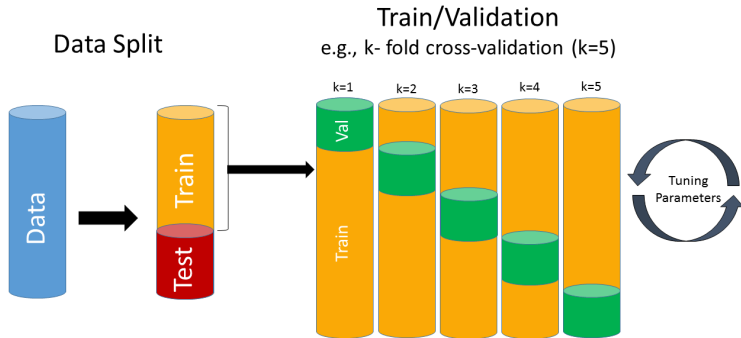 Data Split
Data
Train
Test
Train/Validation
e.g., k- fold cross-validation (k=5)
k=1
k=2
k=3
k=4
k=5
Val
Train
Tuning
Parameters